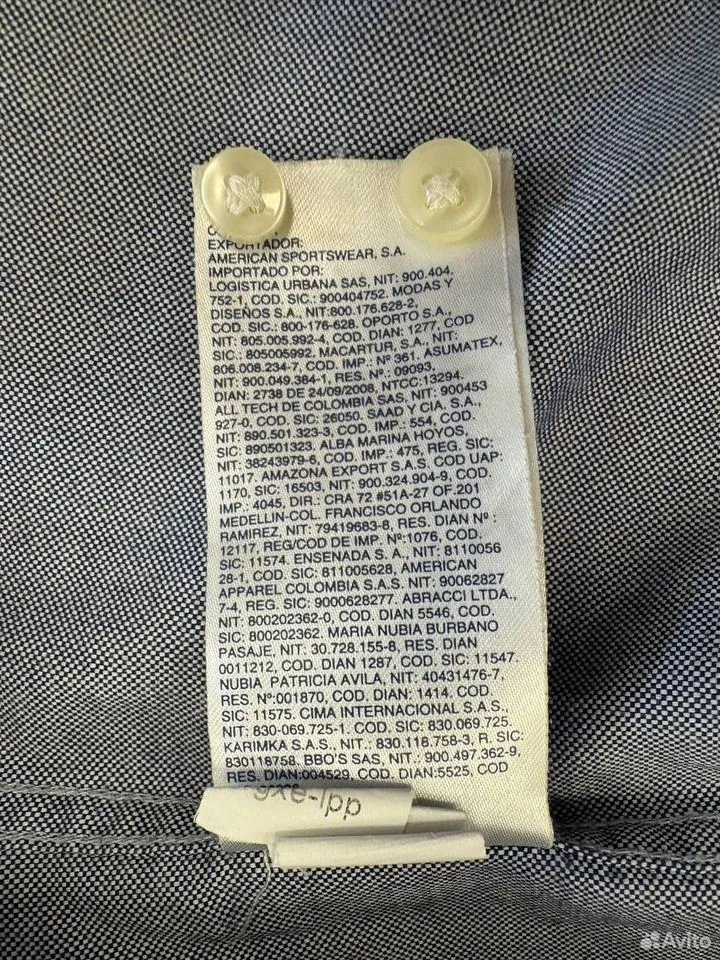 EXPORTADOR:
AMERICAN SPORTSWEAR, S.A.
IMPORTADO POR:
LOGISTICA URBANA SAS, NIT: 900.404.
752-1, COD. SIC.: 900404752. MODAS Y
DISEÑOS S.A., NIT:800.176.628-2,
COD. SIC.: 800-176-628. OPORTO S.A.,
NIT: 805.005.992-4, COD. DIAN: 1277, COD
SIC.: 805005992. MACARTUR, S.A., NIT:
806.008.234-7, COD. IMP.: Nº 361. ASUMATEX,
NIT: 900.049.384-1, RES. Nº.: 09093,
DIAN: 2738 DE 24/09/2008, NTCC:13294.
ALL TECH DE COLOMBIA SAS, NIT: 900453
927-0, COD. SIC: 26050. SAAD Y CIA. S.A.,
NIT: 890.501.323-3, COD. IMP.: 554, COD.
SIC: 890501323. ALBA MARINA HOYOS,
NIT: 38243979-6, COD. IMP.: 475, REG. SIC:
11017. AMAZONA EXPORT S.A.S. COD UAP:
1170, SIC: 16503, NIT: 900.324.904-9, COD.
IMP.: 4045, DIR.: CRA 72 #51A-27 OF.201
MEDELLIN-COL. FRANCISCO ORLANDO
RAMIREZ, NIT: 79419683-8, RES. DIAN Nº :
12117, REG/COD DE IMP. Nº:1076, COD.
SIC: 11574. ENSENADA S. A., NIT: 8110056
28-1, COD. SIC: 811005628, AMERICAN
APPAREL COLOMBIA S.A.S. NIT: 90062827
7-4, REG. SIC: 9000628277. ABRACCI LTDA.,
NIT: 800202362-0, COD. DIAN 5546, COD.
SIC: 800202362. MARIA NUBIA BURBANO
PASAJE, NIT: 30.728.155-8, RES. DIAN
0011212, COD. DIAN 1287, COD. SIC: 11547.
NUBIA PATRICIA AVILA, NIT: 40431476-7,
RES. Nº:001870, COD. DIAN: 1414. COD.
SIC: 11575. CIMA INTERNACIONAL S.A.S.,
NIT: 830-069.725-1. COD. SIC: 830.069.725.
KARIMKA S.A.S., NIT.: 830.118.758-3, R. SIC:
830118758. BBO'S SAS, NIT.: 900.497.362-9,
RES. DIAN:004529, COD. DIAN:5525, COD
Avito